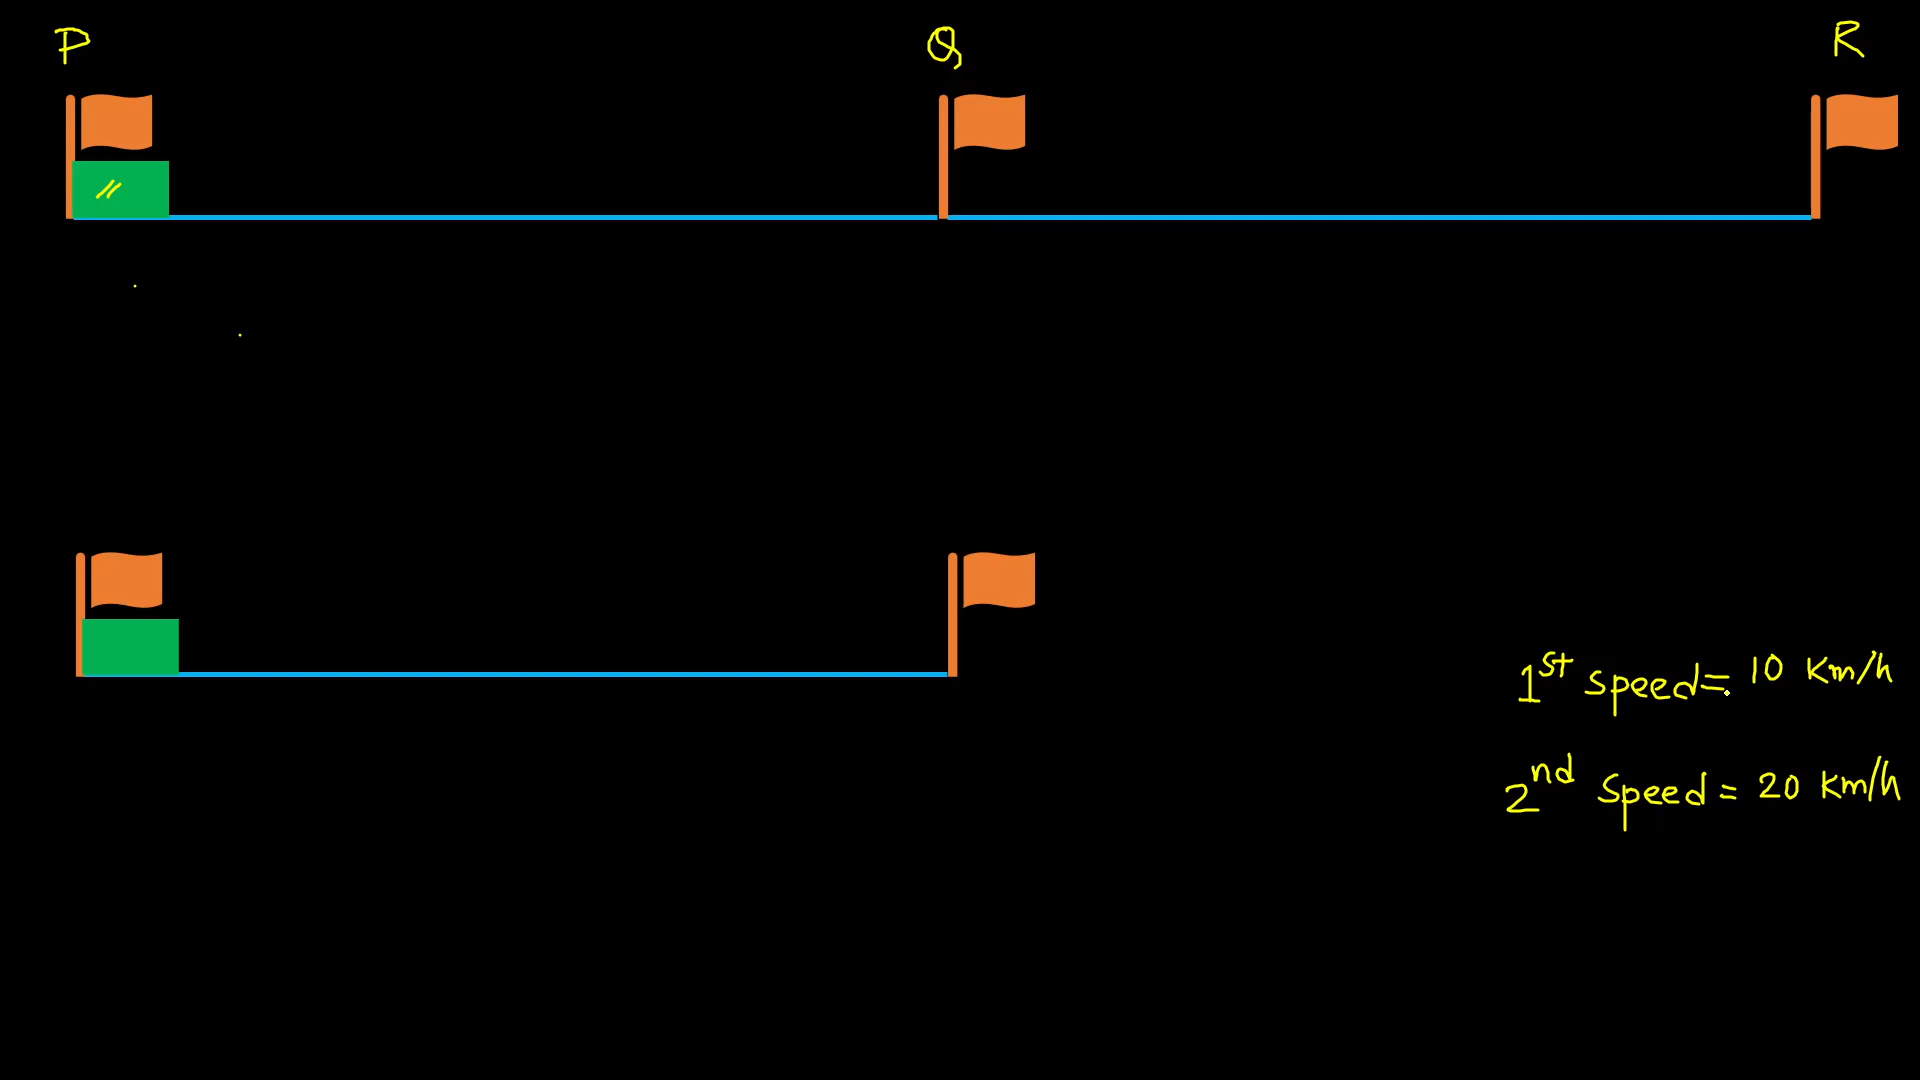 P Q R
1st speed= 10 Km/h
2nd speed = 20 Km/h